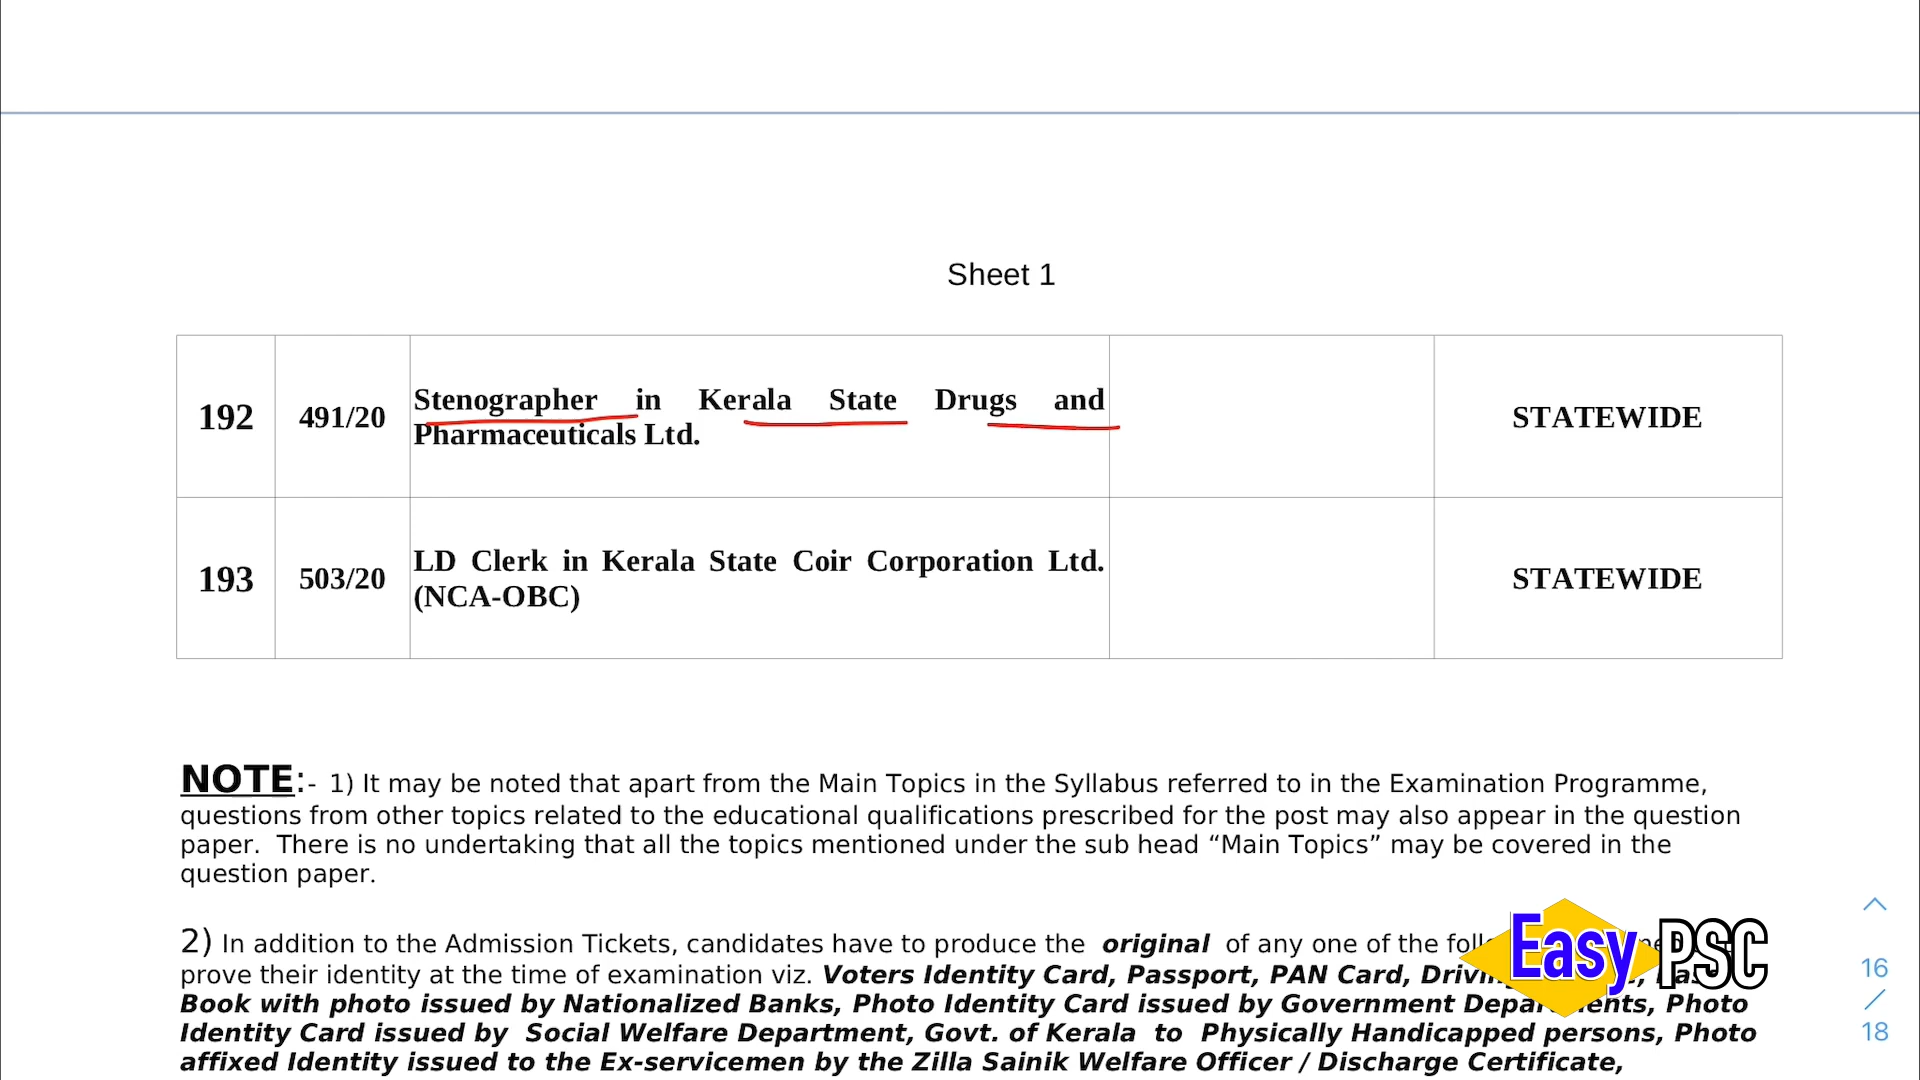 Sheet 1
192 491/20 Stenographer in Kerala State Drugs and Pharmaceuticals Ltd. STATEWIDE
193 503/20 LD Clerk in Kerala State Coir Corporation Ltd. (NCA-OBC) STATEWIDE
NOTE:- 1) It may be noted that apart from the Main Topics in the Syllabus referred to in the Examination Programme,
questions from other topics related to the educational qualifications prescribed for the post may also appear in the question
paper. There is no undertaking that all the topics mentioned under the sub head “Main Topics” may be covered in the
question paper.
2) In addition to the Admission Tickets, candidates have to produce the original of any one of the
prove their identity at the time of examination viz. Voters Identity Card, Passport, PAN Card,
Book with photo issued by Nationalized Banks, Photo Identity Card issued by Government Photo
Identity Card issued by Social Welfare Department, Govt. of Kerala to Physically Handicapped persons, Photo
affixed Identity issued to the Ex-servicemen by the Zilla Sainik Welfare Officer / Discharge Certificate,
Easy PSC
16
/
18